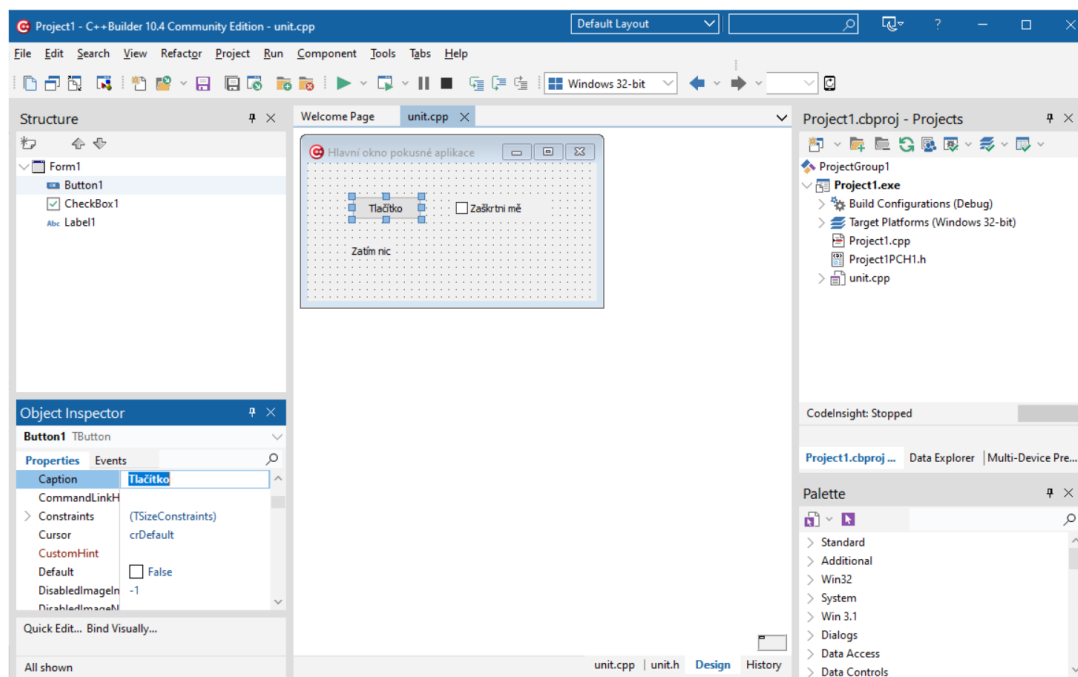 Project1 - C++Builder 10.4 Community Edition - unit.cpp
Default Layout
?
File Edit Search View Refactor Project Run Component Tools Tabs Help
Windows 32-bit
Structure
Form1
Button1
CheckBox1
Abc Label1
Welcome Page unit.cpp
Hlavní okno pokusné aplikace
Tlačítko
Zaškrtni mě
Zatím nic
Project1.cbproj - Projects
ProjectGroup1
Project1.exe
Build Configurations (Debug)
Target Platforms (Windows 32-bit)
Project1.cpp
Project1PCH1.h
unit.cpp
CodeInsight: Stopped
Project1.cbproj ... Data Explorer Multi-Device Pre...
Object Inspector
Button1 TButton
Properties Events
Caption Tlačítko
CommandLinkH
Constraints (TSizeConstraints)
Cursor crDefault
CustomHint
Default False
DisabledImageIn -1
DisabledImageN
Quick Edit... Bind Visually...
All shown
unit.cpp unit.h Design History
Palette
Standard
Additional
Win32
System
Win 3.1
Dialogs
Data Access
Data Controls